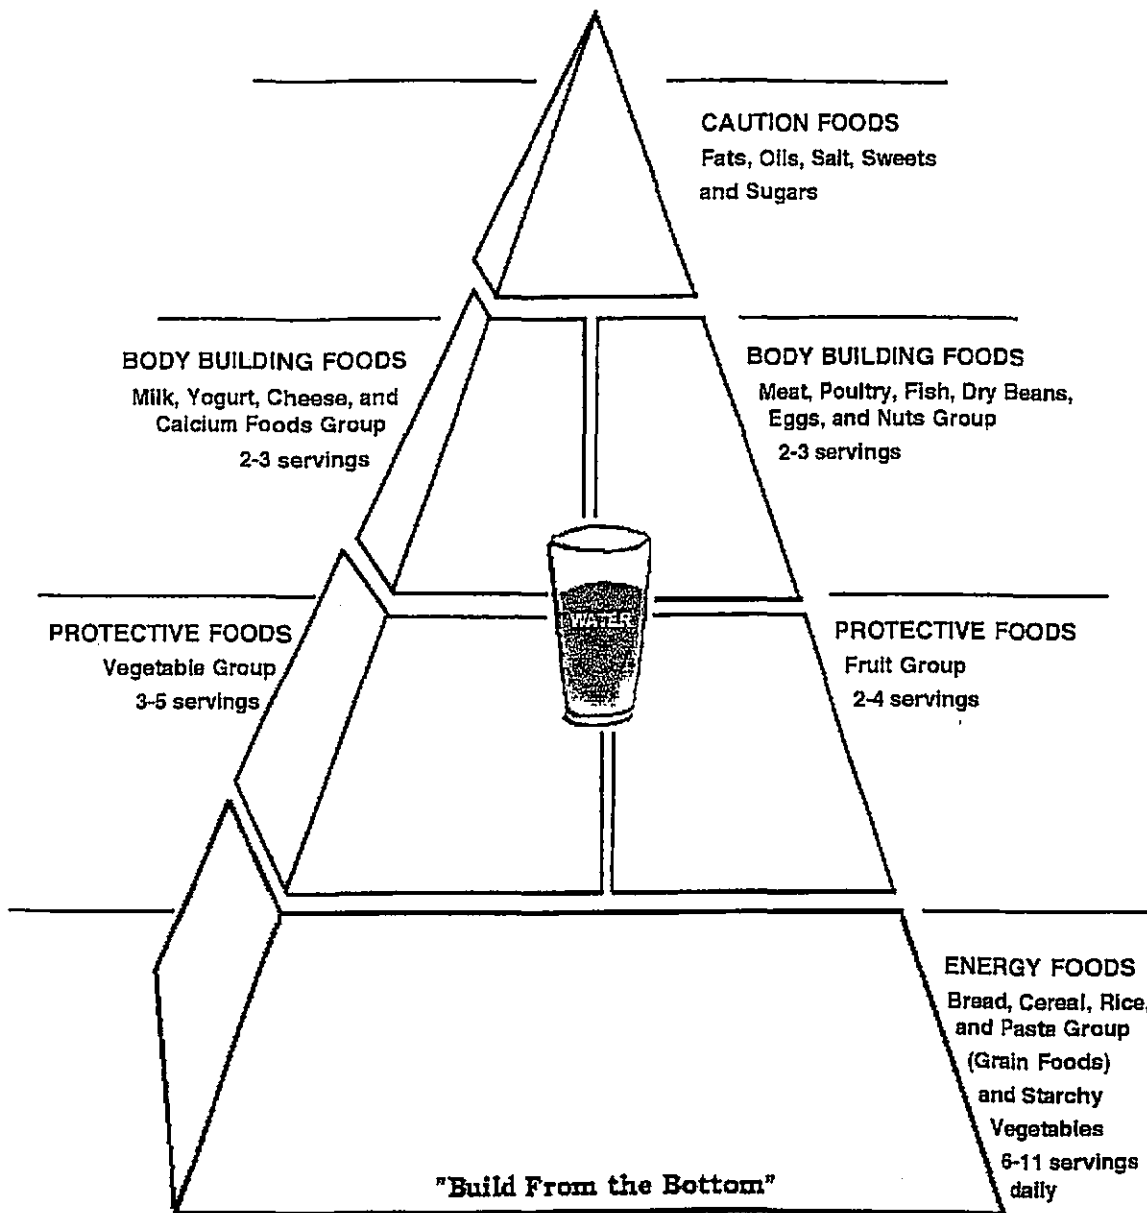 CAUTION FOODS
Fats, Oils, Salt, Sweets
and Sugars
BODY BUILDING FOODS
Milk, Yogurt, Cheese, and
Calcium Foods Group
2-3 servings
BODY BUILDING FOODS
Meat, Poultry, Fish, Dry Beans,
Eggs, and Nuts Group
2-3 servings
WATER
PROTECTIVE FOODS
Vegetable Group
3-5 servings
PROTECTIVE FOODS
Fruit Group
2-4 servings
ENERGY FOODS
Bread, Cereal, Rice,
and Pasta Group
(Grain Foods)
and Starchy
Vegetables
6-11 servings
daily
"Build From the Bottom"